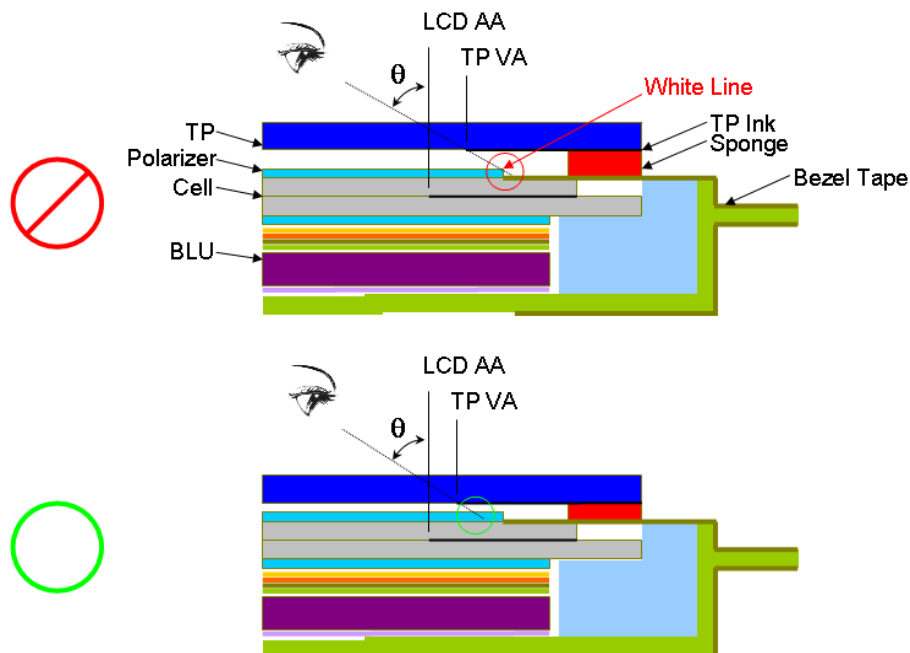 LCD AA
TP VA
θ
White Line
TP
TP Ink
Sponge
Polarizer
Cell
Bezel Tape
BLU
LCD AA
TP VA
θ